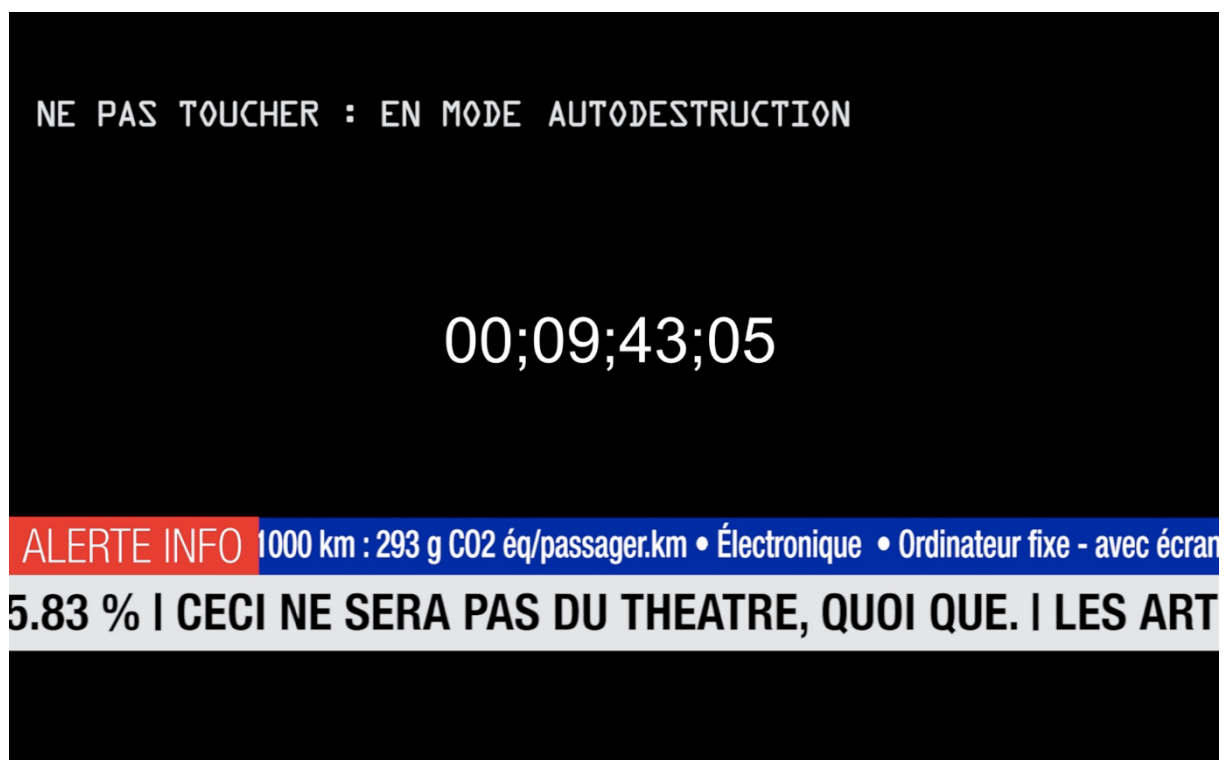 NE PAS TOUCHER : EN MODE AUTODESTRUCTION
00;09;43;05
ALERTE INFO 1000 km : 293 g CO2 éq/passager.km • Électronique • Ordinateur fixe - avec écran
5.83 % | CECI NE SERA PAS DU THEATRE, QUOI QUE. | LES ART